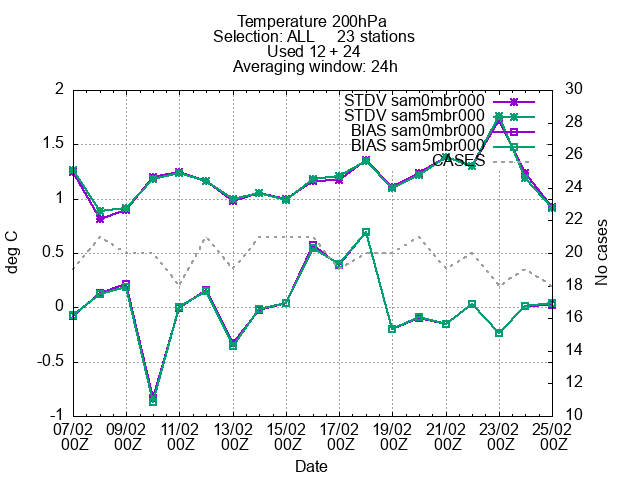 Temperature 200hPa
Selection: ALL 23 stations
Used 12 + 24
Averaging window: 24h
STDV sam0mbr000
STDV sam5mbr000
BIAS sam0mbr000
BIAS sam5mbr000
CASES
deg C
2
1.5
1
0.5
0
-0.5
-1
No cases
30
28
26
24
22
20
18
16
14
12
10
07/02 09/02 11/02 13/02 15/02 17/02 19/02 21/02 23/02 25/02
00Z 00Z 00Z 00Z 00Z 00Z 00Z 00Z 00Z 00Z
Date